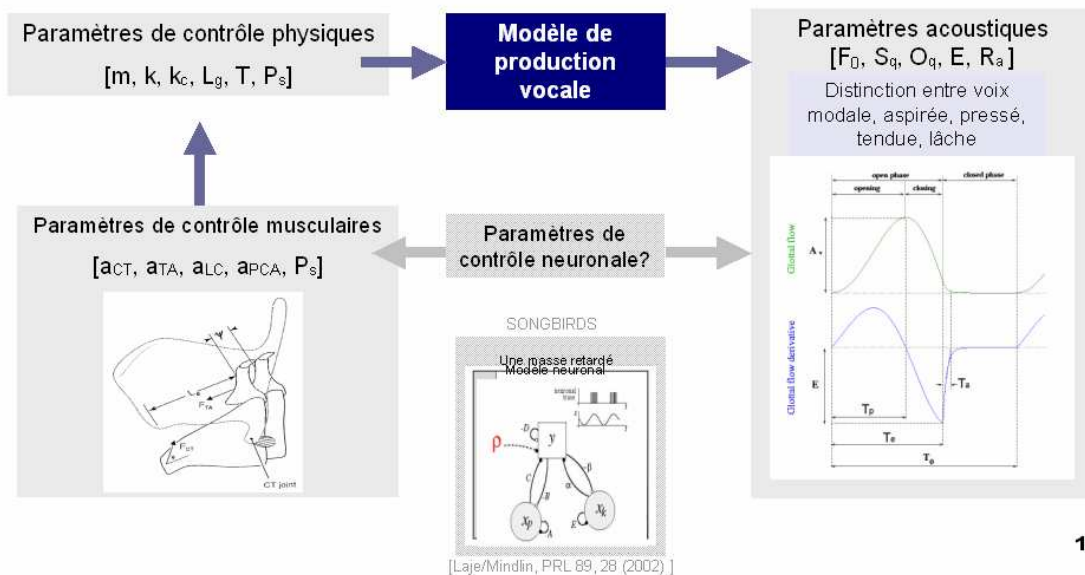 Paramètres de contrôle physiques
[m, k, kc, Lg, T, Ps]
Modèle de
production
vocale
Paramètres acoustiques
[F0, Sq, Oq, E, Ra]
Distinction entre voix
modale, aspirée, pressé,
tendue, lâche
Paramètres de contrôle musculaires
[aCT, aTA, aLC, aPCA, Ps]
Paramètres de
contrôle neuronale?
ψ
FTA
FCT
CT joint
SONGBIRDS
Une masse retardé
Modèle neuronal
ρ
-D
y
C
-B
α
-β
xp
A
E
xk
[Laje/Mindlin, PRL 89, 28 (2002) ]
open phase
closed phase
opening
closing
Glottal flow
Glottal flow derivative
E
Ta
Tp
Te
T0
1